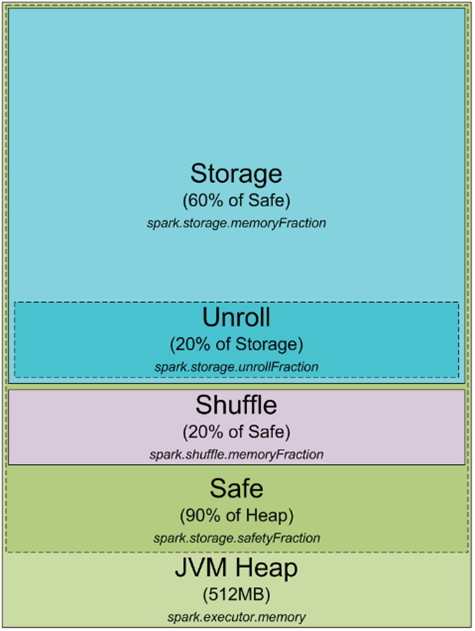 Storage
(60% of Safe)
spark.storage.memoryFraction
Unroll
(20% of Storage)
spark.storage.unrollFraction
Shuffle
(20% of Safe)
spark.shuffle.memoryFraction
Safe
(90% of Heap)
spark.storage.safetyFraction
JVM Heap
(512MB)
spark.executor.memory